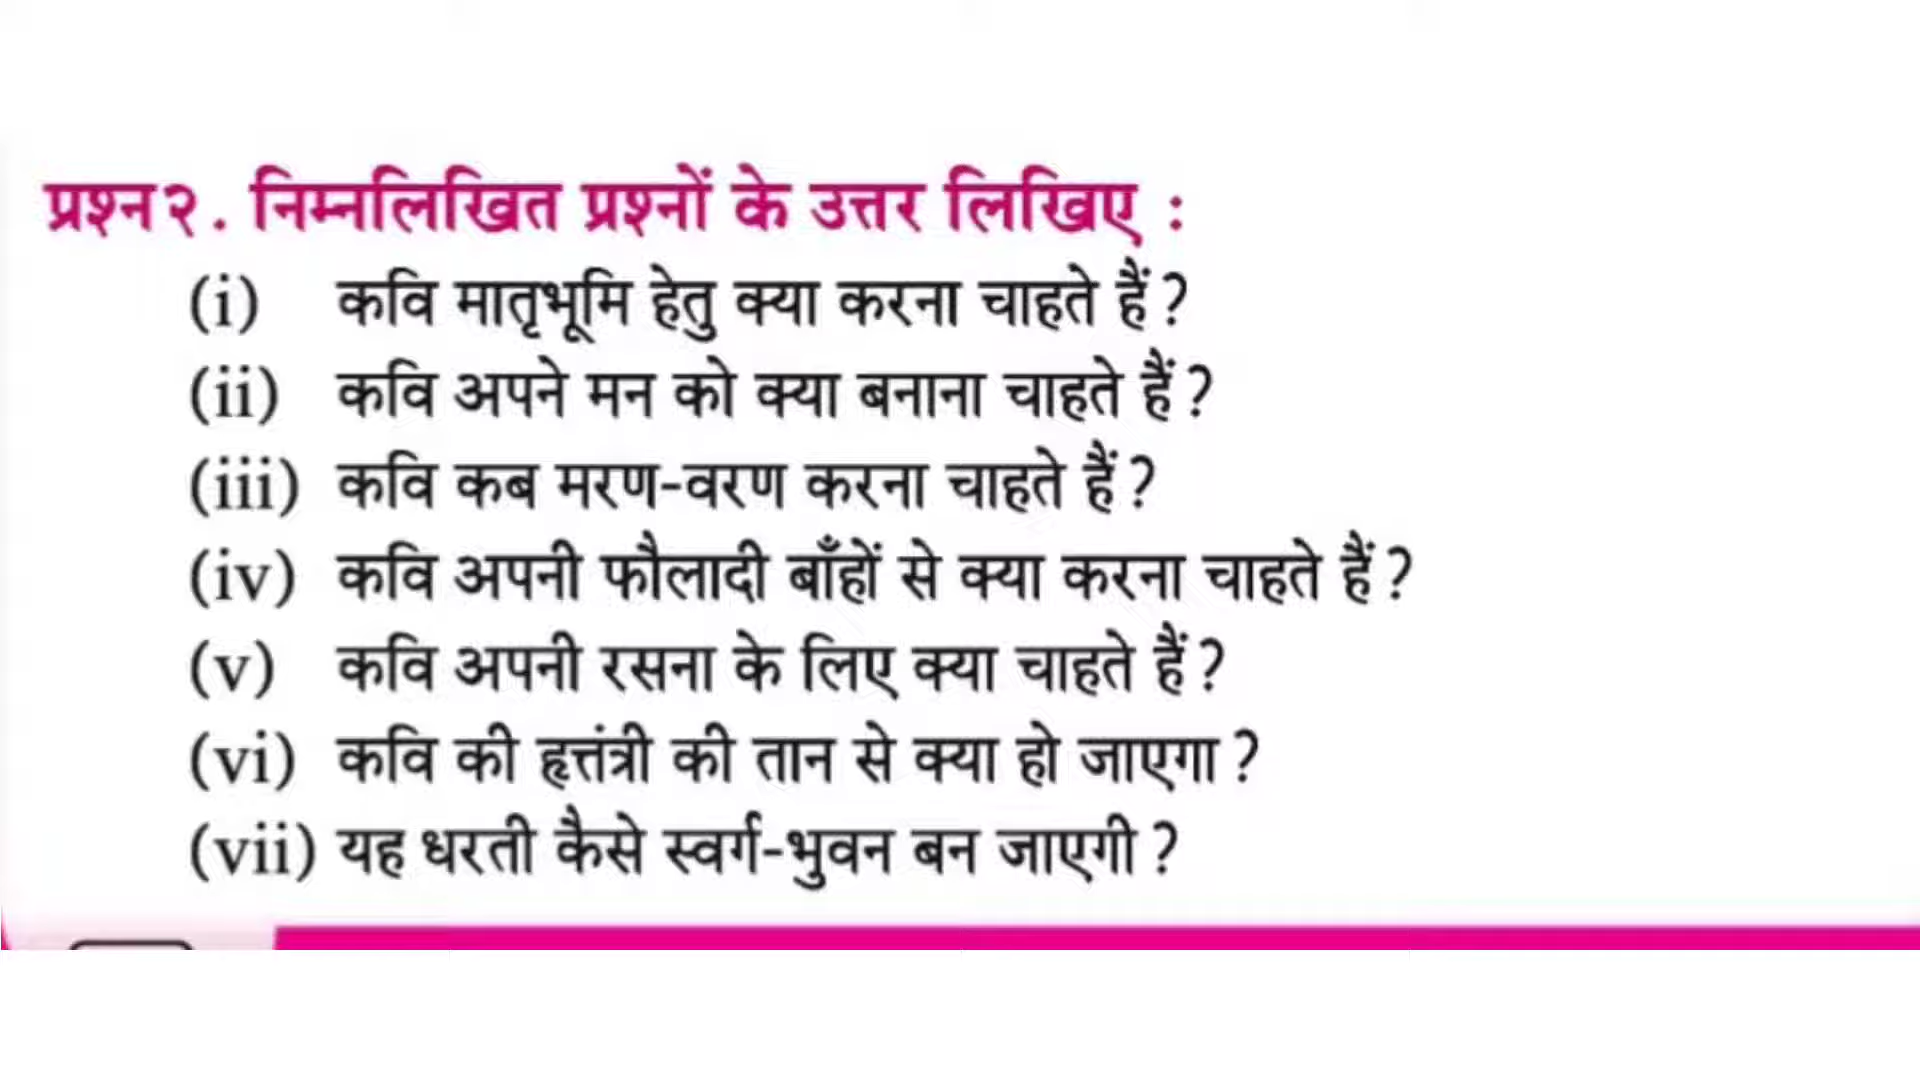 प्रश्न२. निम्नलिखित प्रश्नों के उत्तर लिखिए :
(i) कवि मातृभूमि हेतु क्या करना चाहते हैं?
(ii) कवि अपने मन को क्या बनाना चाहते हैं?
(iii) कवि कब मरण-वरण करना चाहते हैं?
(iv) कवि अपनी फौलादी बाँहों से क्या करना चाहते हैं?
(v) कवि अपनी रसना के लिए क्या चाहते हैं?
(vi) कवि की हृत्तंत्री की तान से क्या हो जाएगा?
(vii) यह धरती कैसे स्वर्ग-भुवन बन जाएगी?